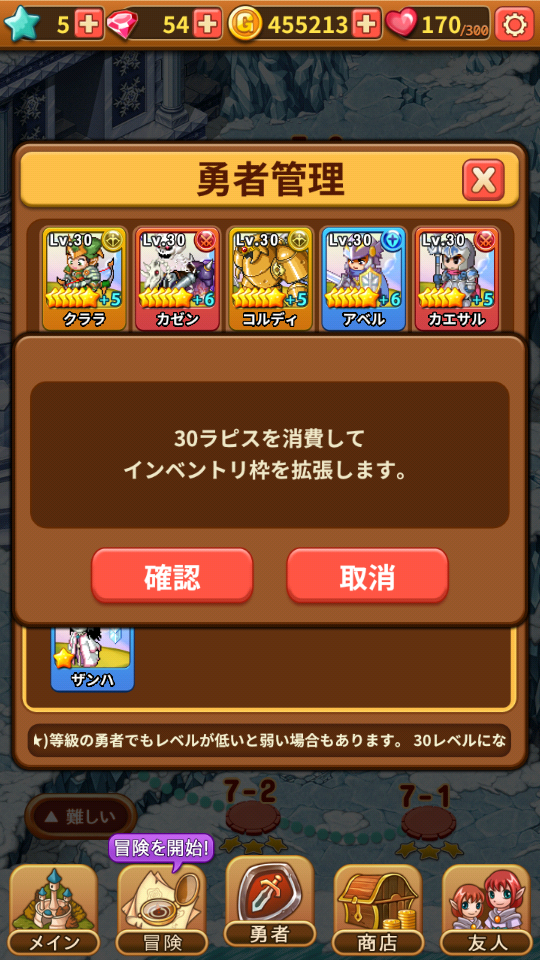 5 54 G 455213 170/300
勇者管理
Lv.30 Lv.30 Lv.30 Lv.30 Lv.30
+5 +6 +5 +6 +5
クララ カゼン コルディ アベル カエサル
30ラピスを消費して
インベントリ枠を拡張します。
確認 取消
ザンハ
★)等級の勇者でもレベルが低いと弱い場合もあります。 30レベルにな
7-2 7-1
▲ 難しい
冒険を開始!
メイン 冒険 勇者 商店 友人